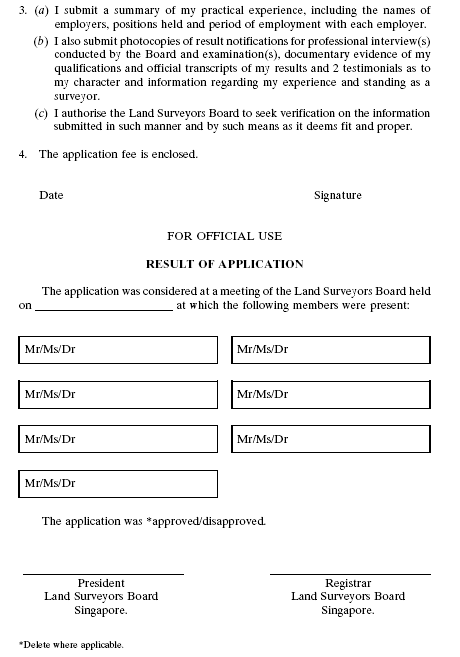 3. (a) I submit a summary of my practical experience, including the names of
employers, positions held and period of employment with each employer.
(b) I also submit photocopies of result notifications for professional interview(s)
conducted by the Board and examination(s), documentary evidence of my
qualifications and official transcripts of my results and 2 testimonials as to
my character and information regarding my experience and standing as a
surveyor.
(c) I authorise the Land Surveyors Board to seek verification on the information
submitted in such manner and by such means as it deems fit and proper.
4. The application fee is enclosed.
Date Signature
FOR OFFICIAL USE
RESULT OF APPLICATION
The application was considered at a meeting of the Land Surveyors Board held
on ______________________ at which the following members were present:
Mr/Ms/Dr Mr/Ms/Dr
Mr/Ms/Dr Mr/Ms/Dr
Mr/Ms/Dr Mr/Ms/Dr
Mr/Ms/Dr
The application was *approved/disapproved.
President Registrar
Land Surveyors Board Land Surveyors Board
Singapore. Singapore.
*Delete where applicable.